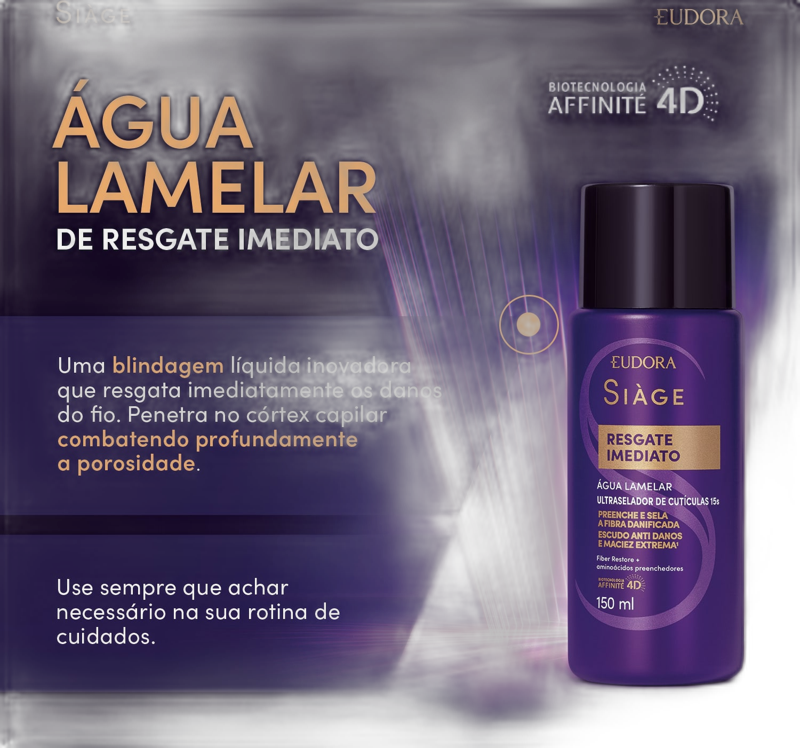 SIÀGE
EUDORA
BIOTECNOLOGIA
AFFINITÉ 4D
ÁGUA
LAMELAR
DE RESGATE IMEDIATO
Uma blindagem líquida inovadora
que resgata imediatamente os danos
do fio. Penetra no córtex capilar
combatendo profundamente
a porosidade.
Use sempre que achar
necessário na sua rotina de
cuidados.
EUDORA
SIÀGE
RESGATE
IMEDIATO
ÁGUA LAMELAR
ULTRASELADOR DE CUTÍCULAS 15s
PREENCHE E SELA
A FIBRA DANIFICADA
ESCUDO ANTI DANOS
E MACIEZ EXTREMA¹
Fiber Restore +
aminoácidos preenchedores
BIOTECNOLOGIA
AFFINITÉ 4D
150 ml